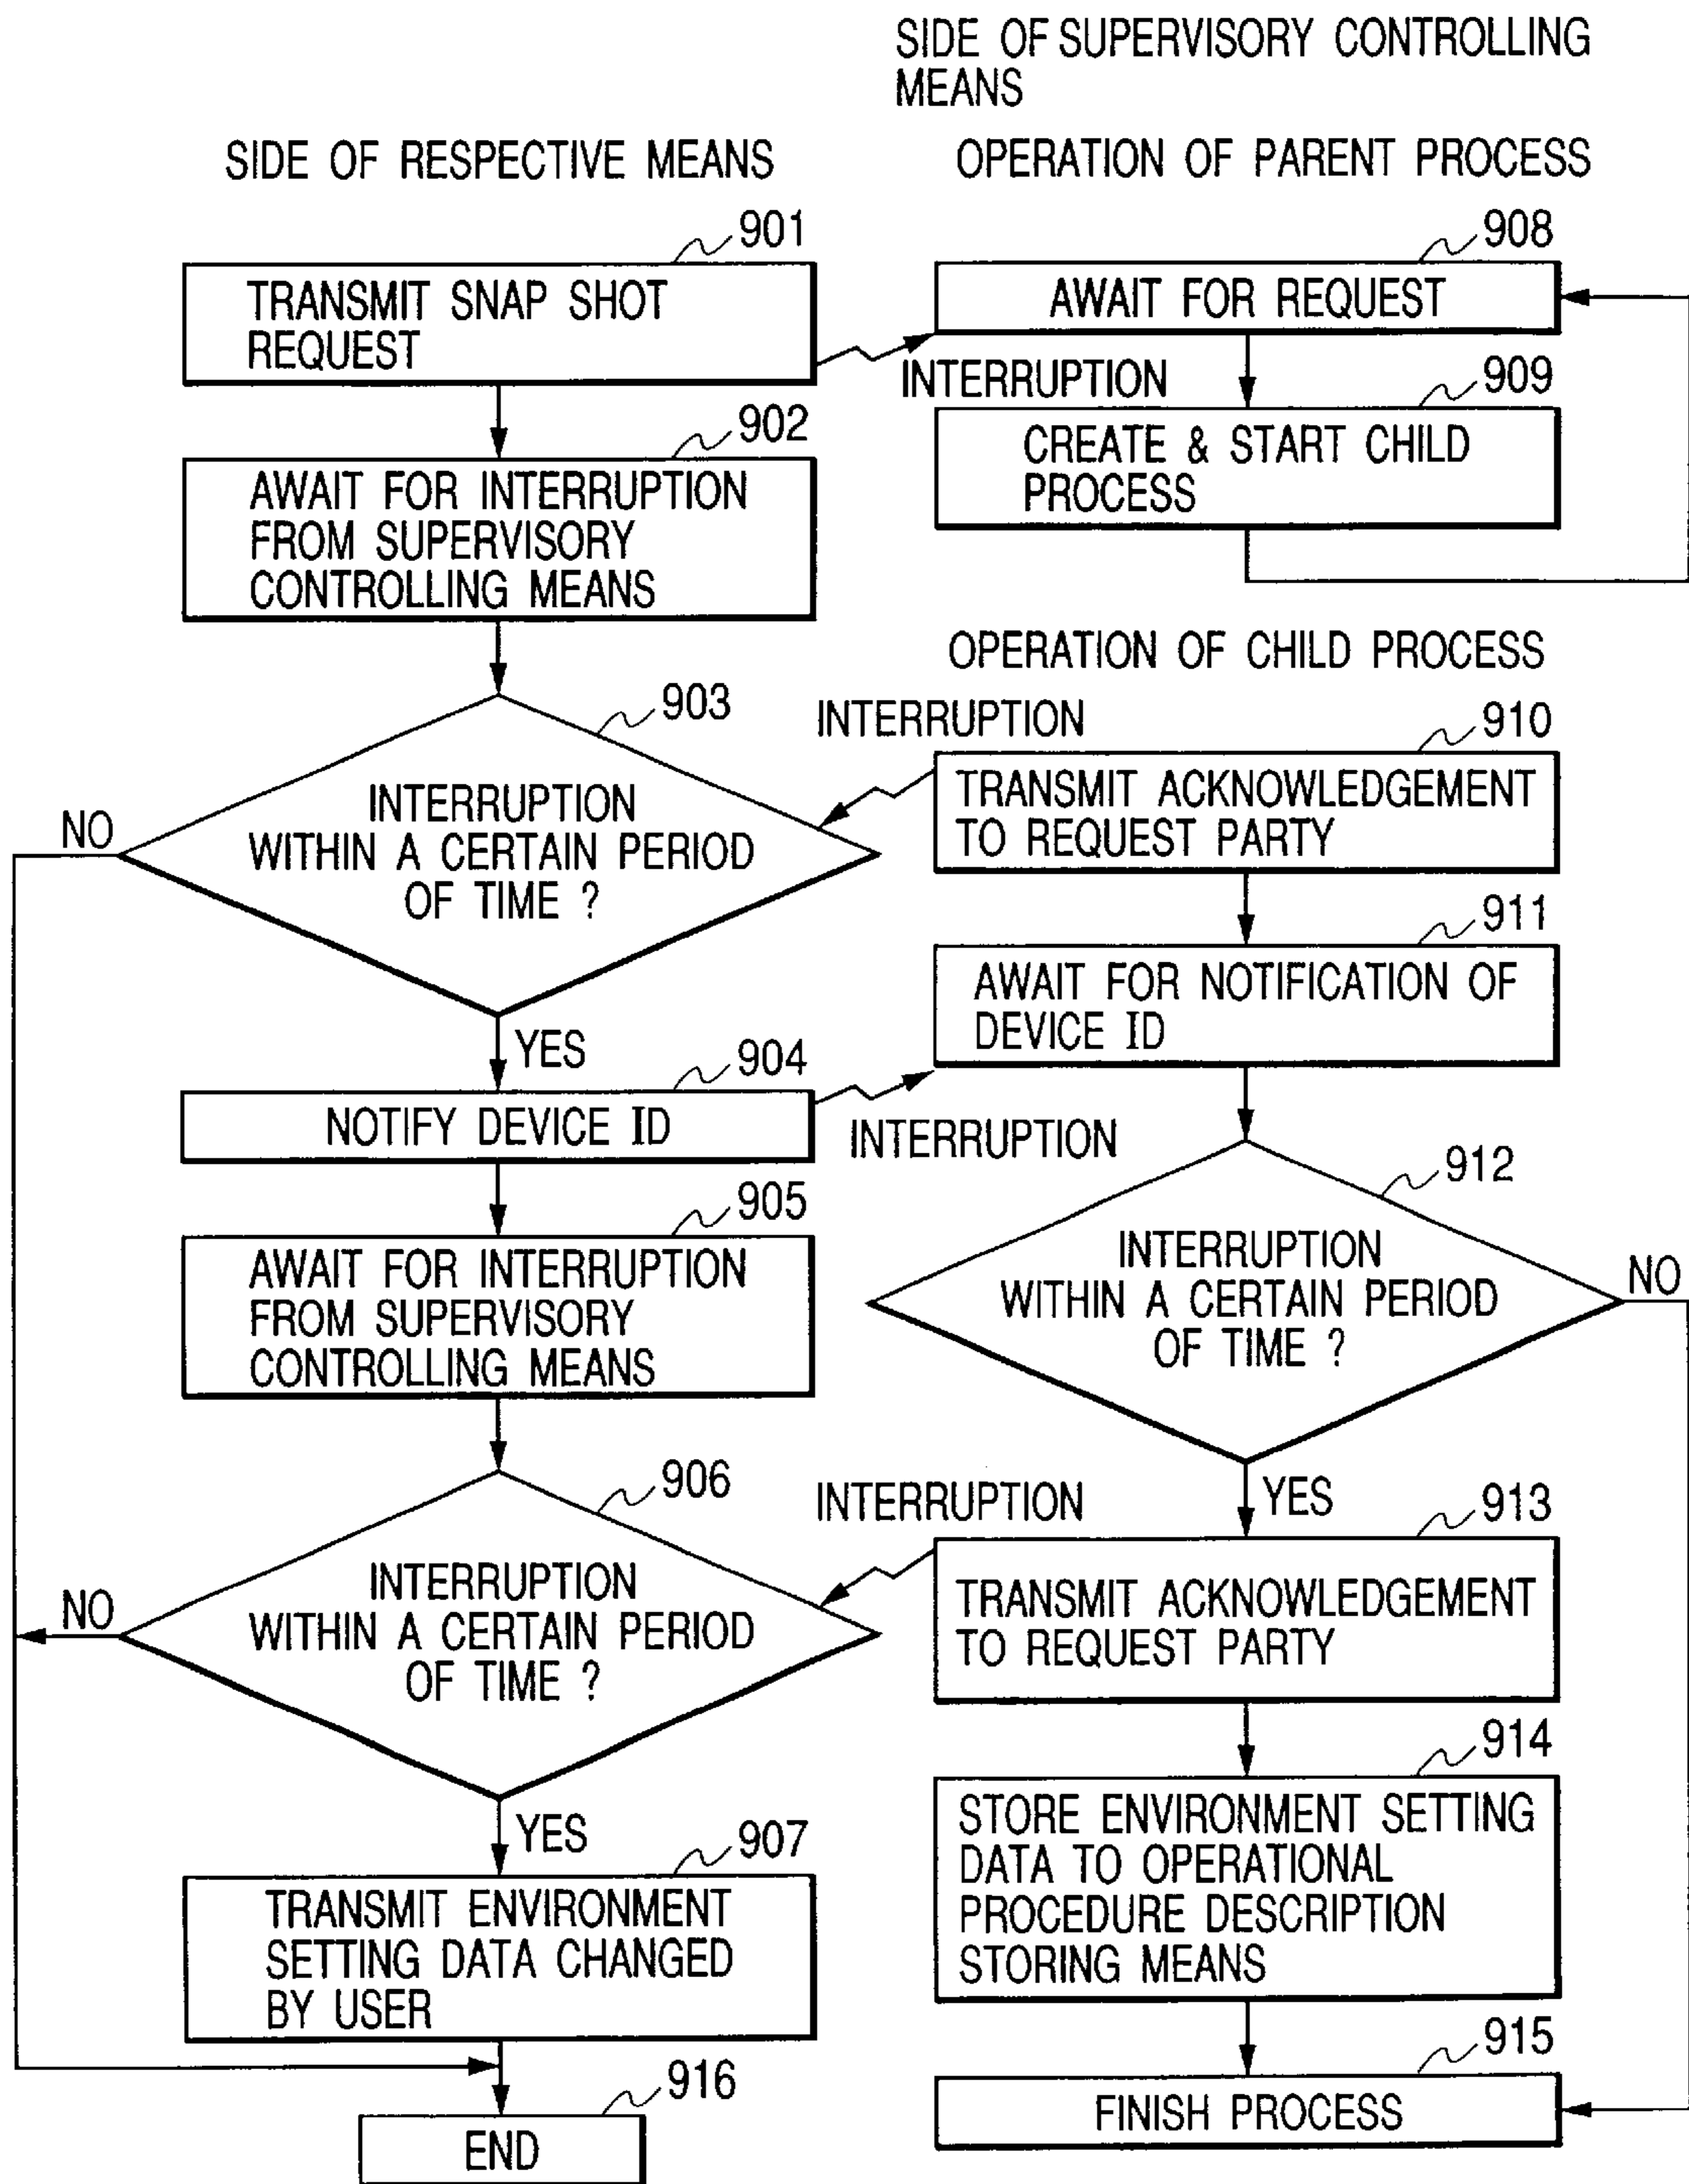 SIDE OF SUPERVISORY CONTROLLING
MEANS
SIDE OF RESPECTIVE MEANS
OPERATION OF PARENT PROCESS
901
TRANSMIT SNAP SHOT
REQUEST
908
AWAIT FOR REQUEST
INTERRUPTION
909
CREATE & START CHILD
PROCESS
902
AWAIT FOR INTERRUPTION
FROM SUPERVISORY
CONTROLLING MEANS
OPERATION OF CHILD PROCESS
903
INTERRUPTION
WITHIN A CERTAIN PERIOD
OF TIME ?
NO
YES
INTERRUPTION
910
TRANSMIT ACKNOWLEDGEMENT
TO REQUEST PARTY
911
AWAIT FOR NOTIFICATION OF
DEVICE ID
904
NOTIFY DEVICE ID
INTERRUPTION
905
AWAIT FOR INTERRUPTION
FROM SUPERVISORY
CONTROLLING MEANS
912
INTERRUPTION
WITHIN A CERTAIN PERIOD
OF TIME ?
NO
YES
906
INTERRUPTION
WITHIN A CERTAIN PERIOD
OF TIME ?
NO
YES
INTERRUPTION
913
TRANSMIT ACKNOWLEDGEMENT
TO REQUEST PARTY
914
STORE ENVIRONMENT SETTING
DATA TO OPERATIONAL
PROCEDURE DESCRIPTION
STORING MEANS
907
TRANSMIT ENVIRONMENT
SETTING DATA CHANGED
BY USER
915
FINISH PROCESS
916
END